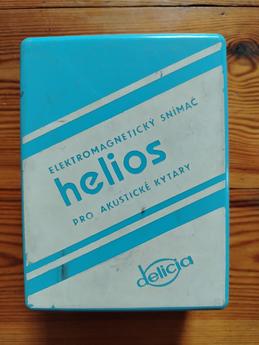 ELEKTROMAGNETICKÝ SNÍMAČ
helios
PRO AKUSTICKÉ KYTARY
delicia